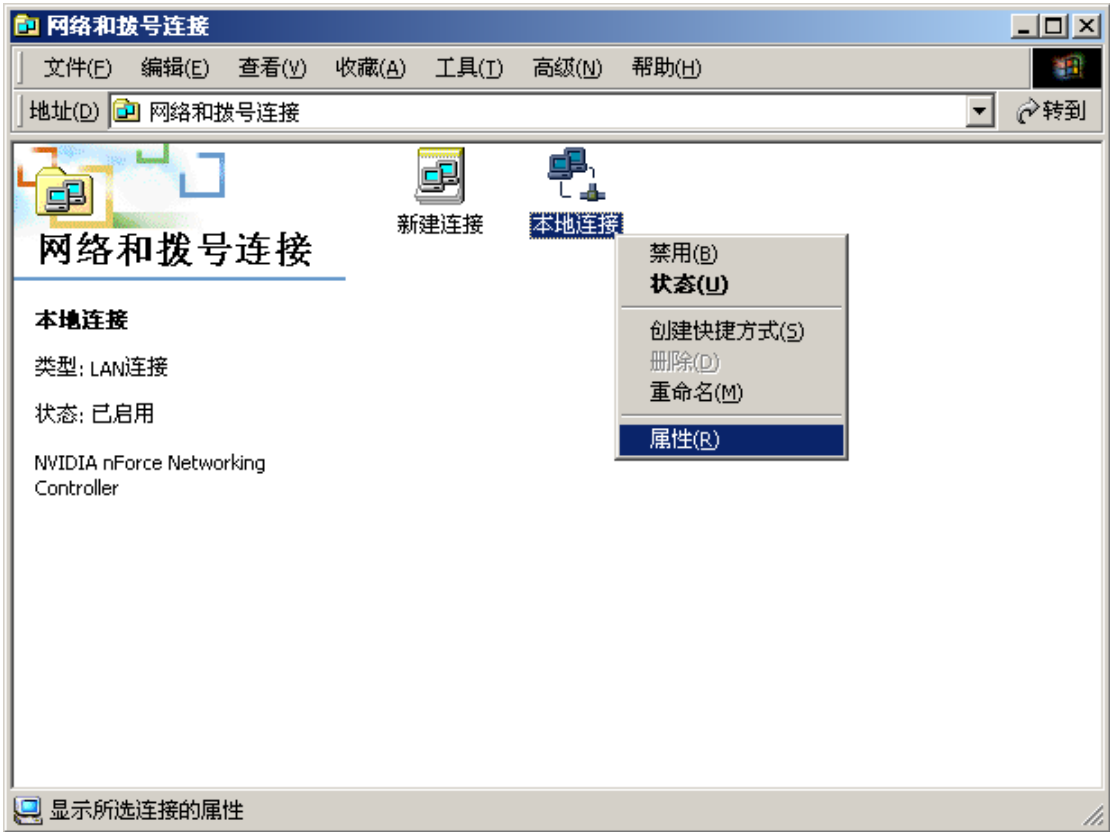 网络和拨号连接
文件(F) 编辑(E) 查看(V) 收藏(A) 工具(T) 高级(N) 帮助(H)
地址(D) 网络和拨号连接 转到
新建连接 本地连接
网络和拨号连接
本地连接
类型: LAN连接
状态: 已启用
NVIDIA nForce Networking
Controller
禁用(B)
状态(U)
创建快捷方式(S)
删除(D)
重命名(M)
属性(R)
显示所选连接的属性